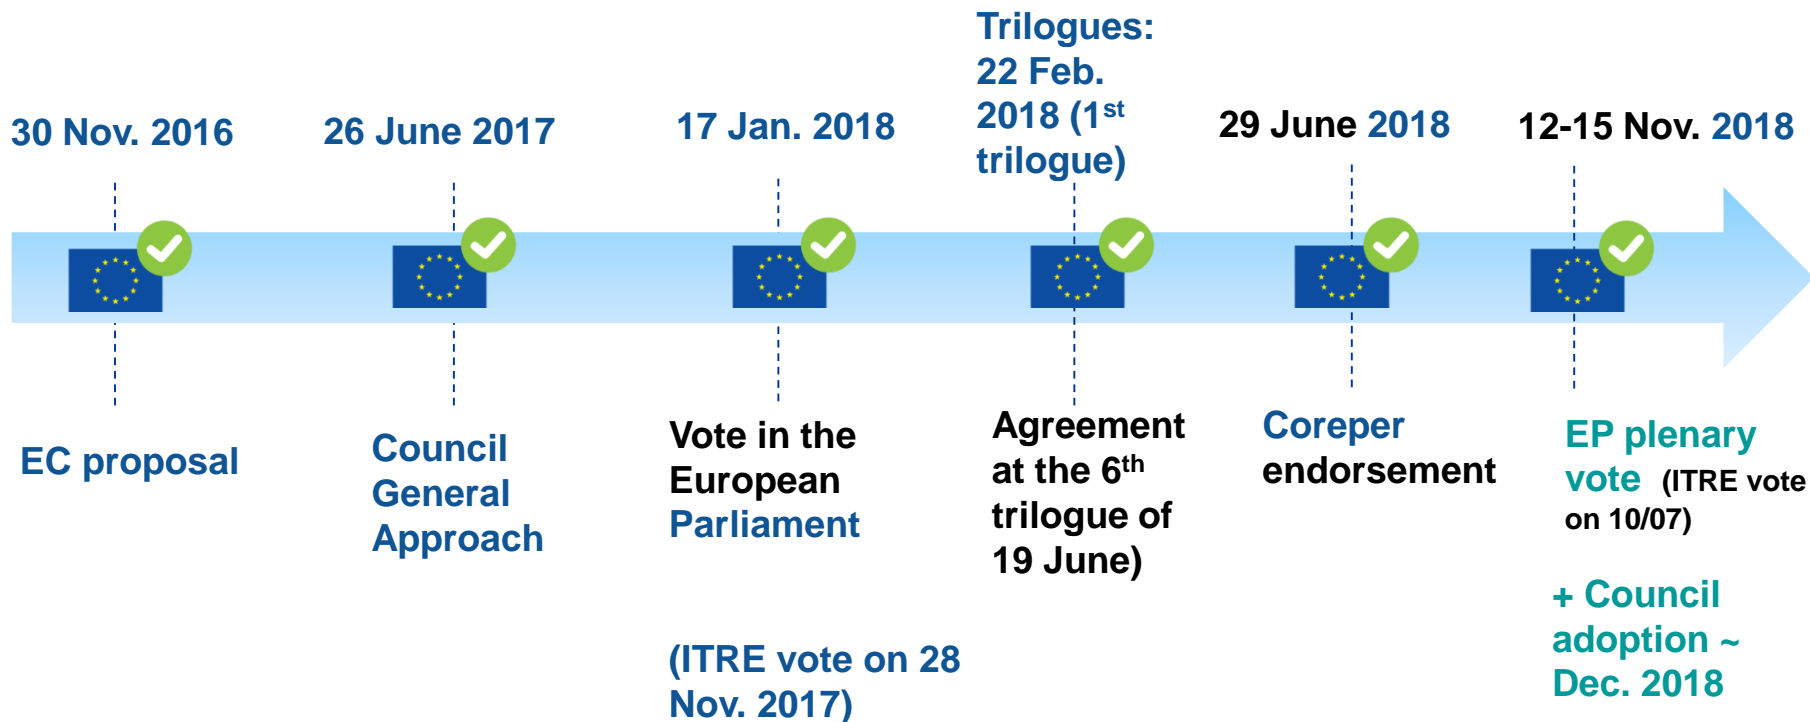 30 Nov. 2016
26 June 2017
17 Jan. 2018
Trilogues:
22 Feb.
2018 (1st
trilogue)
29 June 2018
12-15 Nov. 2018
EC proposal
Council
General
Approach
Vote in the
European
Parliament
(ITRE vote on 28
Nov. 2017)
Agreement
at the 6th
trilogue of
19 June)
Coreper
endorsement
EP plenary
vote (ITRE vote
on 10/07)
+ Council
adoption ~
Dec. 2018